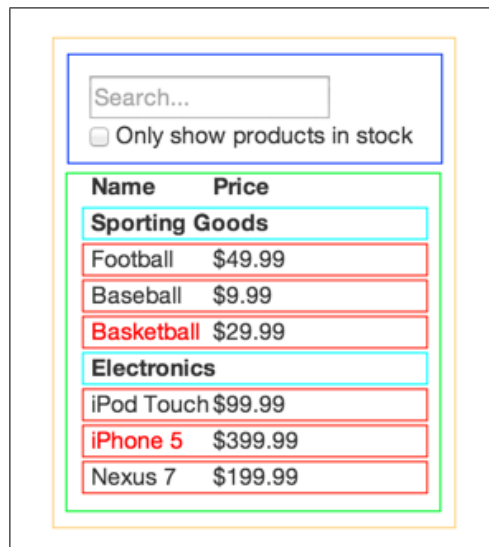 Search...
Only show products in stock
Name Price
Sporting Goods
Football $49.99
Baseball $9.99
Basketball $29.99
Electronics
iPod Touch $99.99
iPhone 5 $399.99
Nexus 7 $199.99